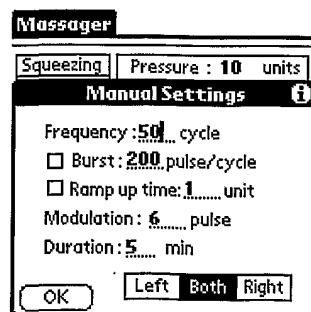 Massager
Squeezing Pressure : 10 units
Manual Settings i
Frequency : 50 cycle
Burst : 200 pulse/cycle
Ramp up time: 1 unit
Modulation : 6 pulse
Duration : 5 min
OK Left Both Right